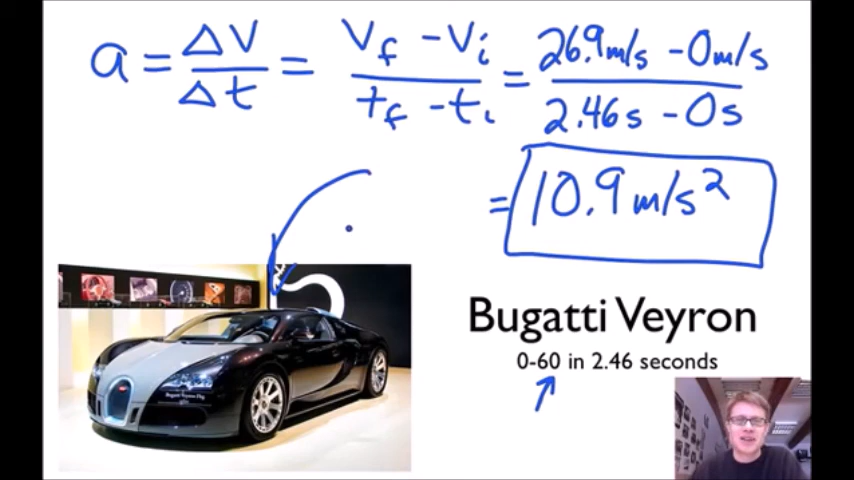 a = ΔV/Δt = Vf - Vi / tf - ti = 26.9m/s - 0m/s / 2.46s - 0s
= 10.9 m/s²
Bugatti Veyron
0-60 in 2.46 seconds